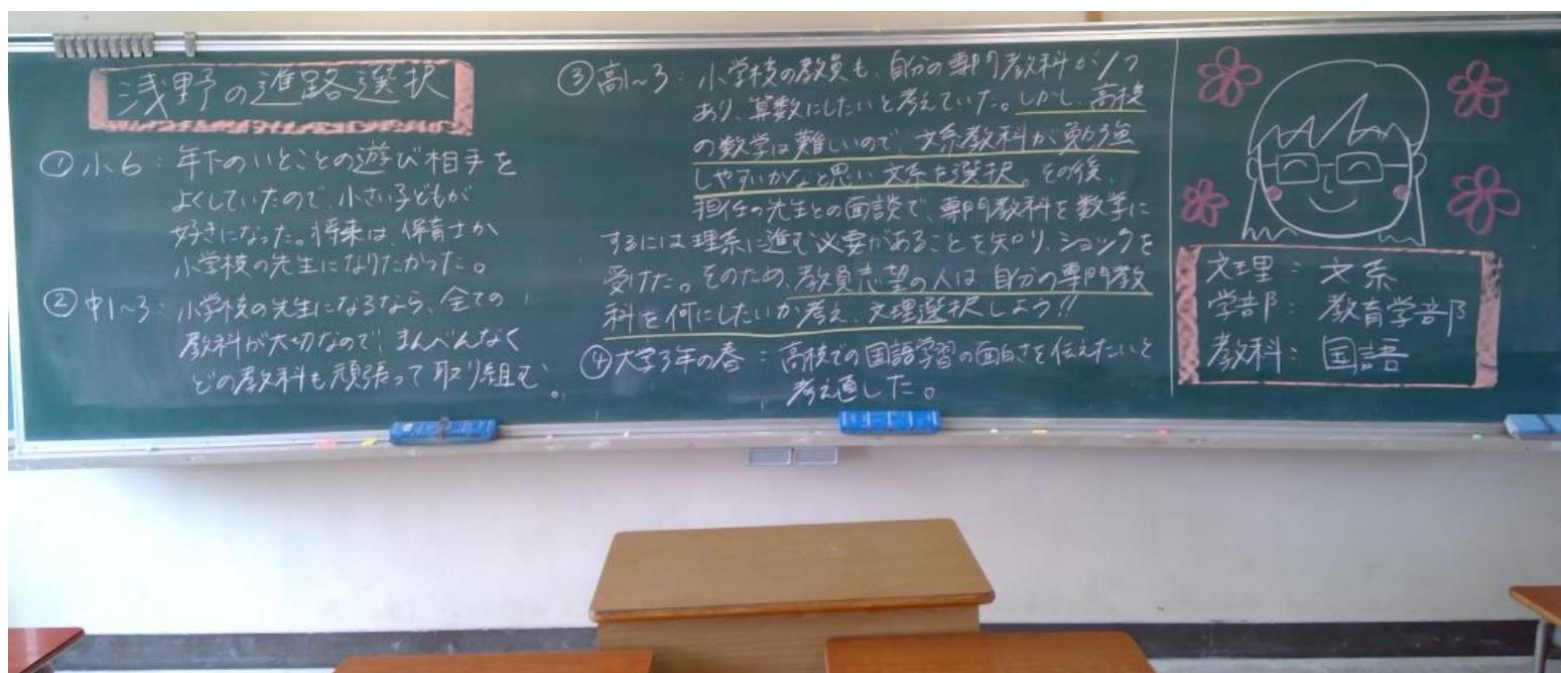 浅野の進路選択
①小6：年下のいとことの遊び相手を
よくしていたので、小さい子どもが
好きになった。将来は、保育士か
小学校の先生になりたかった。
②中1~3：小学校の先生になるなら、全ての
教科が大切なので、まんべんなく
どの教科も頑張って取り組む。
③高1~3：小学校の教員も、自分の専門教科が1つ
あり、算数にしたいと考えていた。しかし、高校
の数学は難しいので、文系教科が勉強
しやすいかなと思い文系を選択。その後、
担任の先生との面談で、専門教科を数学に
するには理系に進む必要があることを知り、ショックを
受けた。そのため、教員志望の人は、自分の専門教
科を何にしたいか考え、文理選択しよう!!
④大学3年の春：高校での国語学習の面白さを伝えたいと
考え直した。
文理：文系
学部：教育学部
教科：国語